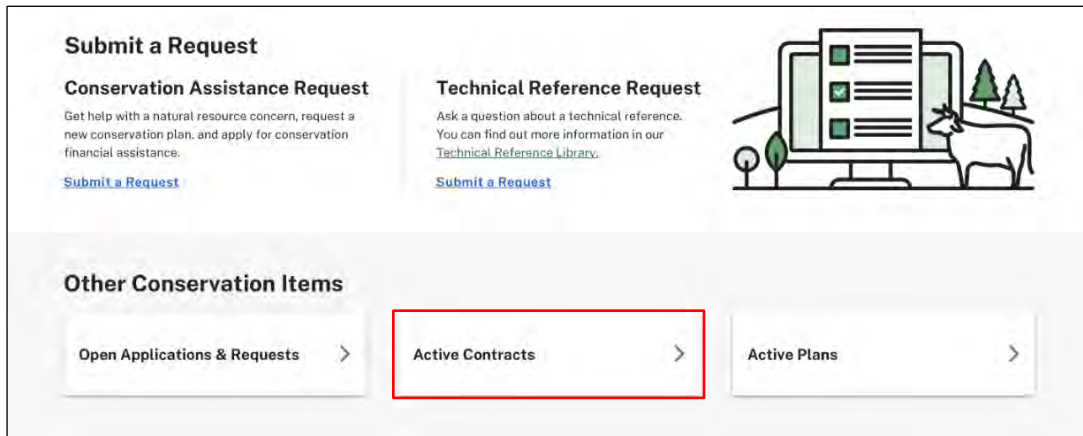 Submit a Request
Conservation Assistance Request
Get help with a natural resource concern, request a
new conservation plan, and apply for conservation
financial assistance.
Submit a Request
Technical Reference Request
Ask a question about a technical reference.
You can find out more information in our
Technical Reference Library.
Submit a Request
Other Conservation Items
Open Applications & Requests
Active Contracts
Active Plans